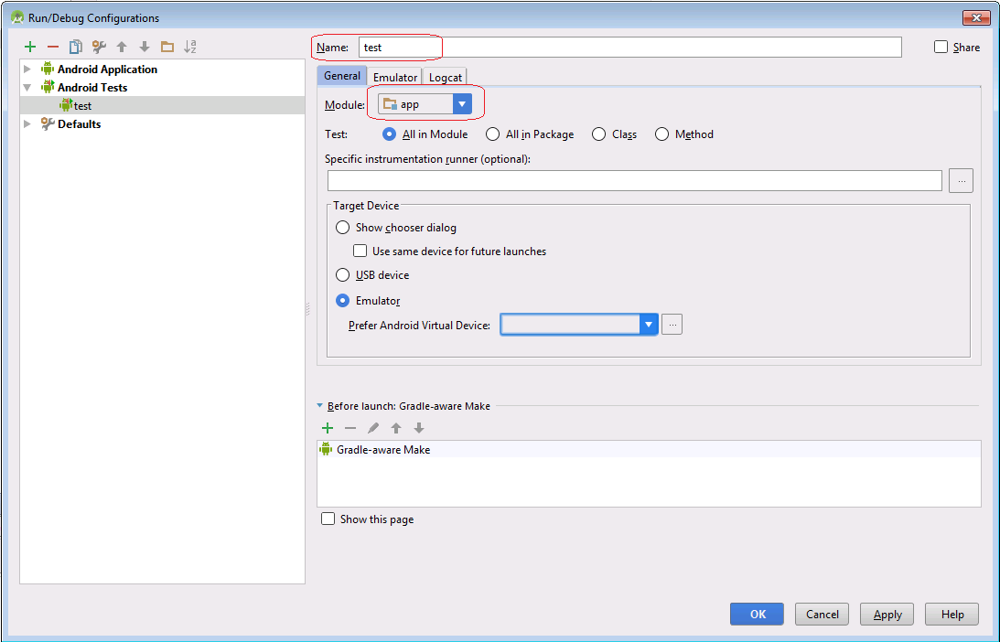 Run/Debug Configurations
Name: test
Share
Android Application
Android Tests
test
Defaults
General Emulator Logcat
Module: app
Test: All in Module All in Package Class Method
Specific instrumentation runner (optional):
...
Target Device
Show chooser dialog
Use same device for future launches
USB device
Emulator
Prefer Android Virtual Device: ...
Before launch: Gradle-aware Make
Gradle-aware Make
Show this page
OK Cancel Apply Help